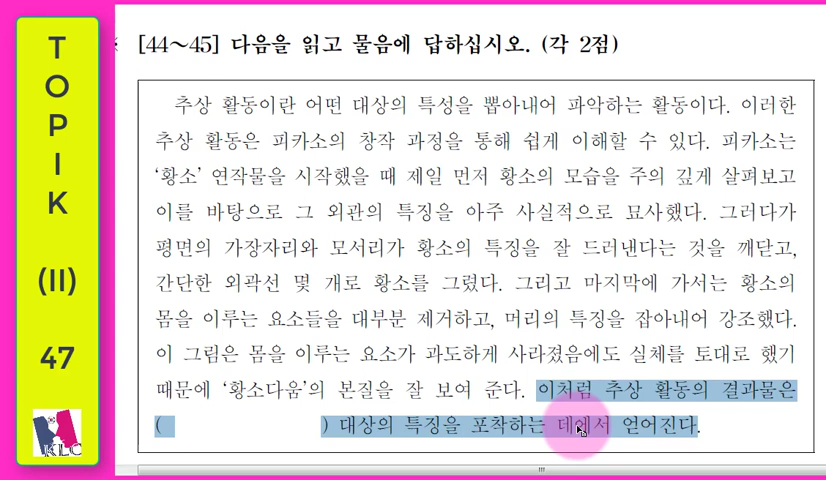 T
O
P
I
K
(II)
47
KLC
※ [44~45] 다음을 읽고 물음에 답하십시오. (각 2점)
추상 활동이란 어떤 대상의 특성을 뽑아내어 파악하는 활동이다. 이러한
추상 활동은 피카소의 창작 과정을 통해 쉽게 이해할 수 있다. 피카소는
‘황소’ 연작물을 시작했을 때 제일 먼저 황소의 모습을 주의 깊게 살펴보고
이를 바탕으로 그 외관의 특징을 아주 사실적으로 묘사했다. 그러다가
평면의 가장자리와 모서리가 황소의 특징을 잘 드러낸다는 것을 깨닫고,
간단한 외곽선 몇 개로 황소를 그렸다. 그리고 마지막에 가서는 황소의
몸을 이루는 요소들을 대부분 제거하고, 머리의 특징을 잡아내어 강조했다.
이 그림은 몸을 이루는 요소가 과도하게 사라졌음에도 실체를 토대로 했기
때문에 ‘황소다움’의 본질을 잘 보여 준다. 이처럼 추상 활동의 결과물은
( ) 대상의 특징을 포착하는 데에서 얻어진다.